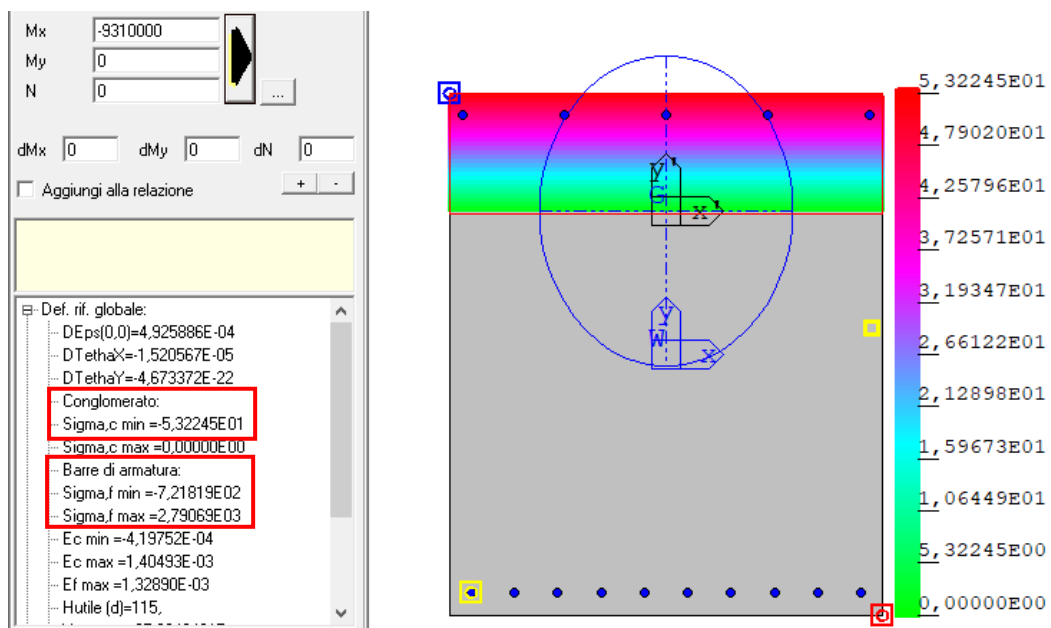 Mx -9310000
My 0
N 0 ...
dMx 0 dMy 0 dN 0
Aggiungi alla relazione + -
Def. rif. globale:
DEps(0,0)=4,925886E-04
DTethaX=-1,520567E-05
DTethaY=-4,673372E-22
Conglomerato:
Sigma,c min =-5,32245E01
Sigma,c max =0,00000E00
Barre di armatura:
Sigma,f min =-7,21819E02
Sigma,f max =2,79069E03
Ec min =-4,19752E-04
Ec max =1,40493E-03
Ef max =1,32890E-03
Hutile (d)=115,
y
G
x
y
W
x
5,32245E01
4,79020E01
4,25796E01
3,72571E01
3,19347E01
2,66122E01
2,12898E01
1,59673E01
1,06449E01
5,32245E00
0,00000E00